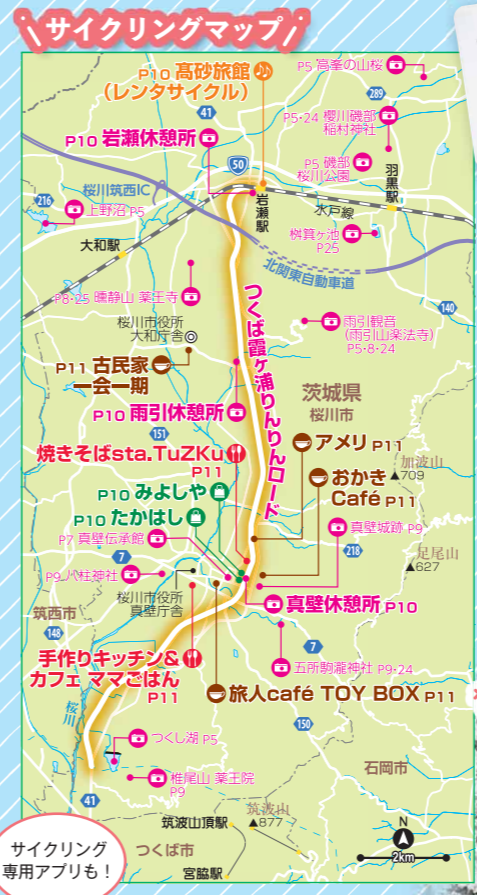 サイクリングマップ
P10 髙砂旅館
(レンタサイクル)
P5 高峯の山桜
41
289
P5・24 櫻川磯部
稲村神社
P10 岩瀬休憩所
50
P5 磯部
桜川公園
羽黒駅
桜川筑西IC
岩瀬駅
水戸線
216
上野沼 P5
桝箕ヶ池
P25
大和駅
北関東自動車道
P8・25 曜静山 薬王寺
つくば霞ヶ浦りんりんロード
140
雨引観音
(雨引山楽法寺)
P5・8・24
桜川市役所
大和庁舎
P11 古民家
一会一期
茨城県
桜川市
P10 雨引休憩所
151
アメリ P11
焼きそばsta.TuZKu
P11
加波山
▲709
おかき
Café P11
P10 みよしや
P10 たかはし
真壁城跡 P9
P7 真壁伝承館
218
足尾山
▲627
7
P9 八柱神社
桜川市役所
真壁庁舎
真壁休憩所 P10
筑西市
148
7
手作りキッチン&
カフェ ママごはん
P11
五所駒瀧神社 P9・24
旅人café TOY BOX P11
桜川
150
つくし湖 P5
石岡市
椎尾山 薬王院
P9
41
筑波山
▲877
筑波山頂駅
N
2km
サイクリング
専用アプリも！
つくば市
宮脇駅